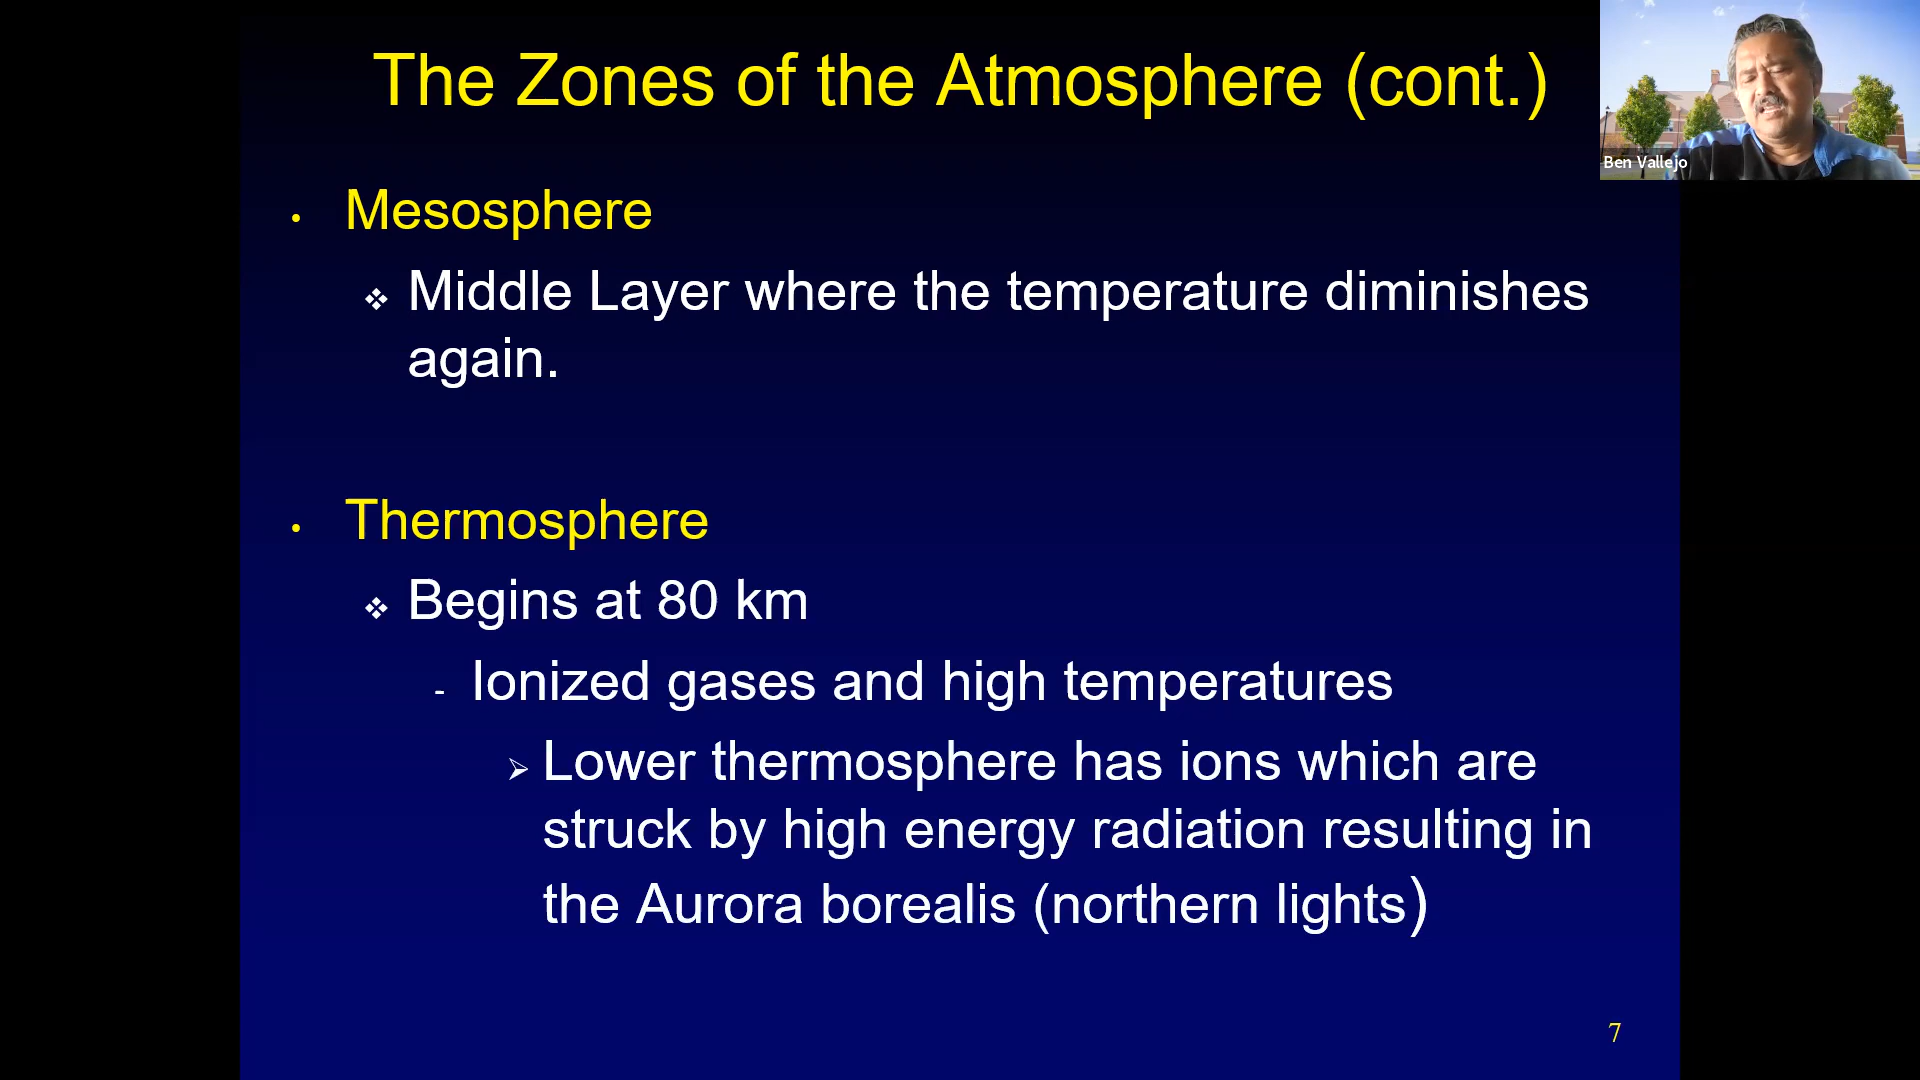 The Zones of the Atmosphere (cont.)
Ben Vallejo
• Mesosphere
❖ Middle Layer where the temperature diminishes
again.
• Thermosphere
❖ Begins at 80 km
- Ionized gases and high temperatures
➢ Lower thermosphere has ions which are
struck by high energy radiation resulting in
the Aurora borealis (northern lights)
7